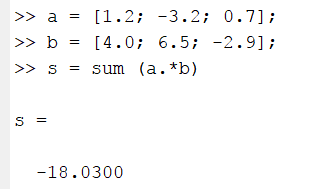 >> a = [1.2; -3.2; 0.7];
>> b = [4.0; 6.5; -2.9];
>> s = sum (a.*b)
s =
-18.0300